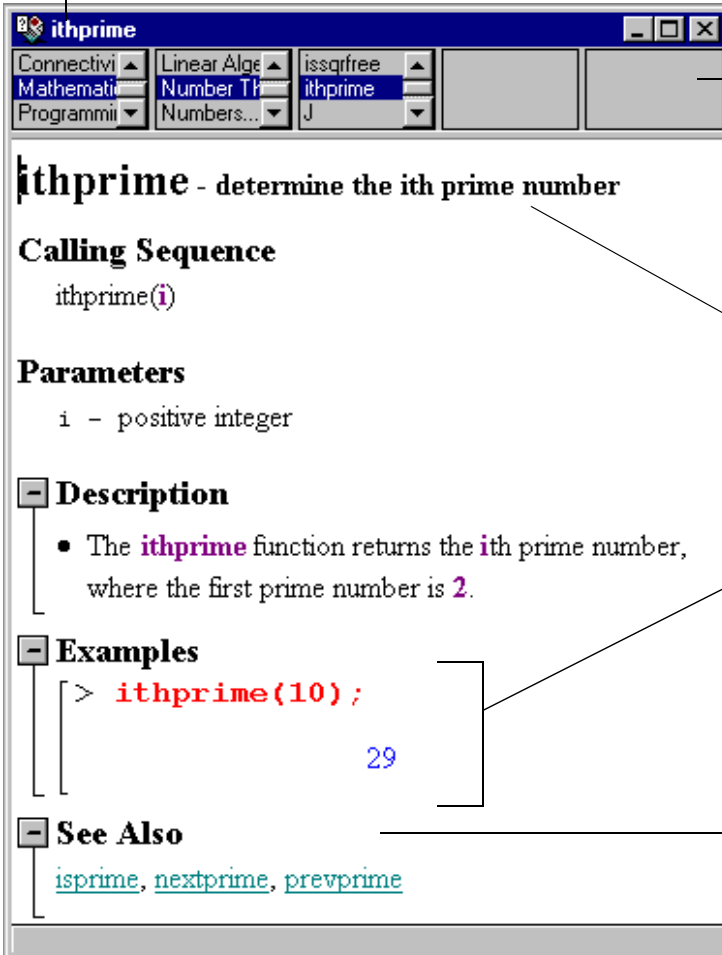 ithprime
Connectivi Linear Alge issqrfree
Mathemati Number Th ithprime
Programmii Numbers... J
ithprime - determine the ith prime number
Calling Sequence
ithprime(i)
Parameters
i - positive integer
Description
• The ithprime function returns the ith prime number,
where the first prime number is 2.
Examples
> ithprime(10);
29
See Also
isprime, nextprime, prevprime